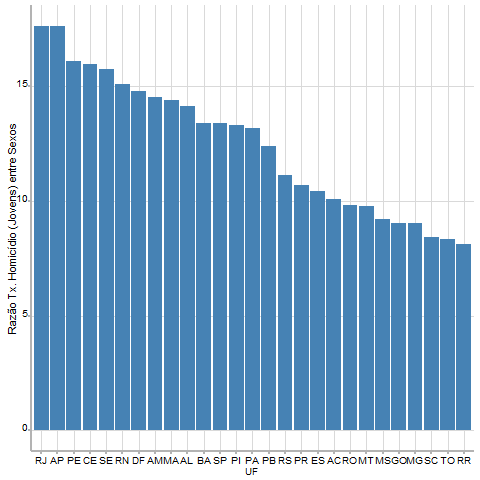 Razão Tx. Homicídio (Jovens) entre Sexos
15
10
5
0
RJ AP PE CE SE RN DF AM MA AL BA SP PI PA PB RS PR ES AC RO MT MS GO MG SC TO RR
UF